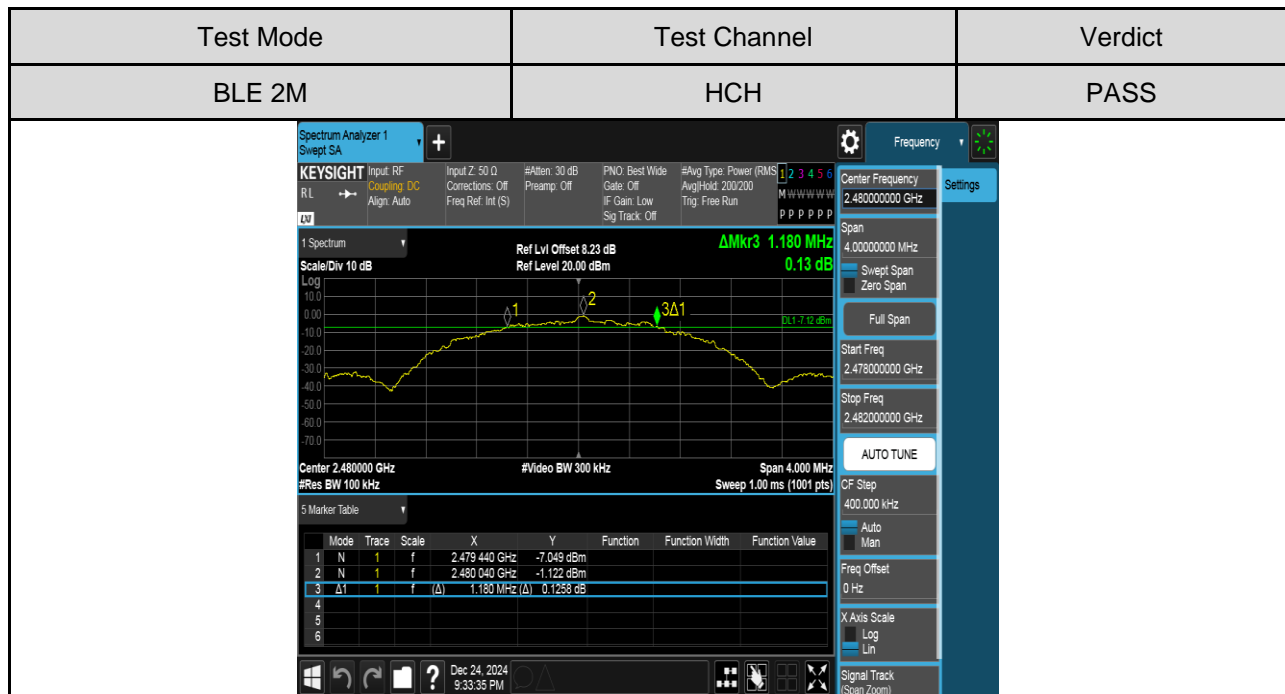 Test Mode Test Channel Verdict
BLE 2M HCH PASS
Spectrum Analyzer 1
Swept SA
+
Frequency
KEYSIGHT
RL
LXI
Input: RF
Coupling: DC
Align: Auto
Input Z: 50 Ω
Corrections: Off
Freq Ref: Int (S)
#Atten: 30 dB
Preamp: Off
PNO: Best Wide
Gate: Off
IF Gain: Low
Sig Track: Off
#Avg Type: Power (RMS
Avg|Hold: 200/200
Trig: Free Run
1 2 3 4 5 6
M W W W W W
P P P P P P
1 Spectrum
Scale/Div 10 dB
Ref Lvl Offset 8.23 dB
Ref Level 20.00 dBm
ΔMkr3 1.180 MHz
0.13 dB
Log
10.0
0.00
-10.0
-20.0
-30.0
-40.0
-50.0
-60.0
-70.0
1
2
3Δ1
DL1 -7.12 dBm
Center 2.480000 GHz
#Res BW 100 kHz
#Video BW 300 kHz
Span 4.000 MHz
Sweep 1.00 ms (1001 pts)
5 Marker Table
Mode Trace Scale X Y Function Function Width Function Value
1 N 1 f 2.479 440 GHz -7.049 dBm
2 N 1 f 2.480 040 GHz -1.122 dBm
3 Δ1 1 f (Δ) 1.180 MHz (Δ) 0.1258 dB
4
5
6
?
Dec 24, 2024
9:33:35 PM
Center Frequency
2.480000000 GHz
Span
4.00000000 MHz
Swept Span
Zero Span
Full Span
Start Freq
2.478000000 GHz
Stop Freq
2.482000000 GHz
AUTO TUNE
CF Step
400.000 kHz
Auto
Man
Freq Offset
0 Hz
X Axis Scale
Log
Lin
Signal Track
(Span Zoom)
Settings